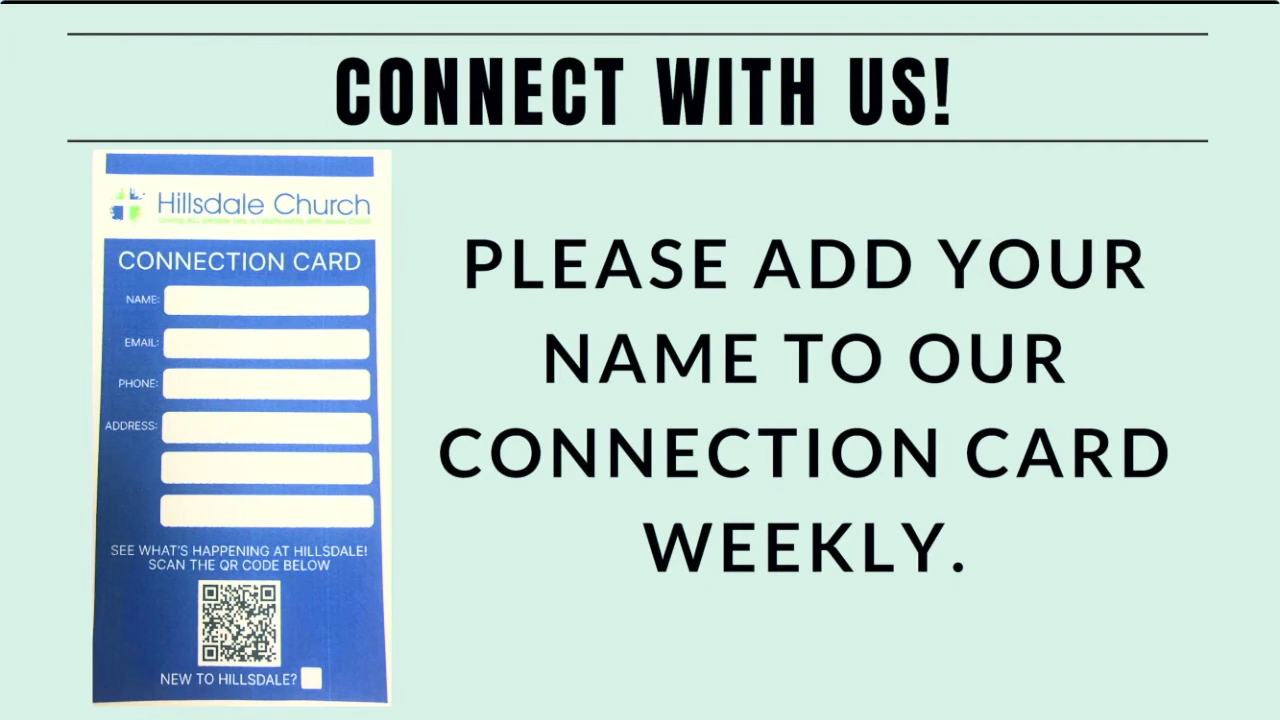 CONNECT WITH US!
Hillsdale Church
CONNECTION CARD
NAME:
EMAIL:
PHONE:
ADDRESS:
SEE WHAT'S HAPPENING AT HILLSDALE!
SCAN THE QR CODE BELOW
NEW TO HILLSDALE?
PLEASE ADD YOUR
NAME TO OUR
CONNECTION CARD
WEEKLY.